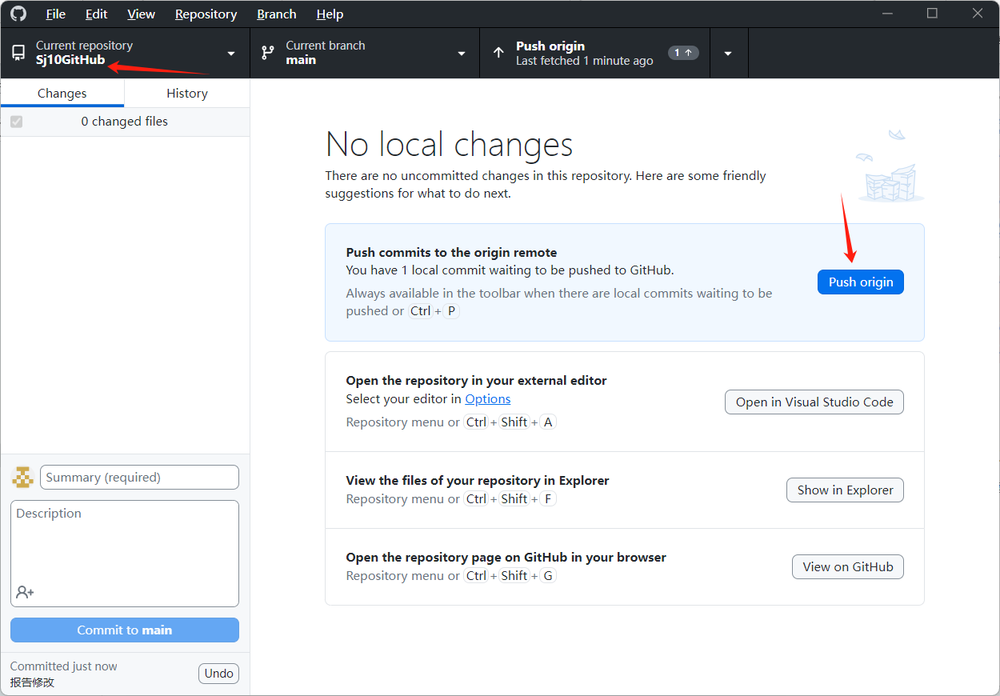 File Edit View Repository Branch Help
Current repository
Sj10GitHub
Current branch
main
Push origin
Last fetched 1 minute ago
1
Changes
History
0 changed files
No local changes
There are no uncommitted changes in this repository. Here are some friendly
suggestions for what to do next.
Push commits to the origin remote
You have 1 local commit waiting to be pushed to GitHub.
Always available in the toolbar when there are local commits waiting to be
pushed or Ctrl + P
Push origin
Open the repository in your external editor
Select your editor in Options
Repository menu or Ctrl + Shift + A
Open in Visual Studio Code
View the files of your repository in Explorer
Repository menu or Ctrl + Shift + F
Show in Explorer
Open the repository page on GitHub in your browser
Repository menu or Ctrl + Shift + G
View on GitHub
Summary (required)
Description
Commit to main
Committed just now
报告修改
Undo